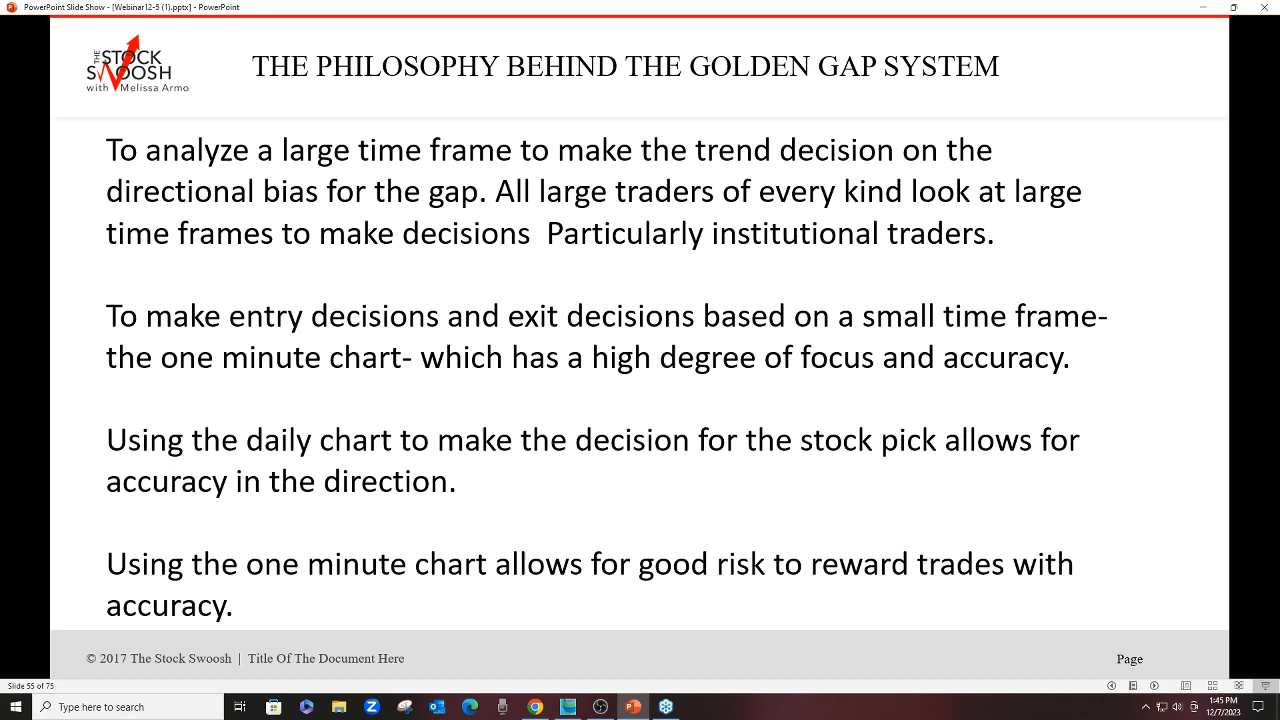 PowerPoint Slide Show - [Webinar12-5 (1).pptx] - PowerPoint
THE STOCK
SWOOSH
with Melissa Armo
THE PHILOSOPHY BEHIND THE GOLDEN GAP SYSTEM
To analyze a large time frame to make the trend decision on the
directional bias for the gap. All large traders of every kind look at large
time frames to make decisions  Particularly institutional traders.
To make entry decisions and exit decisions based on a small time frame-
the one minute chart- which has a high degree of focus and accuracy.
Using the daily chart to make the decision for the stock pick allows for
accuracy in the direction.
Using the one minute chart allows for good risk to reward trades with
accuracy.
© 2017 The Stock Swoosh | Title Of The Document Here
Page
Slide 55 of 75
Type here to search
1:45 PM
12/7/2023